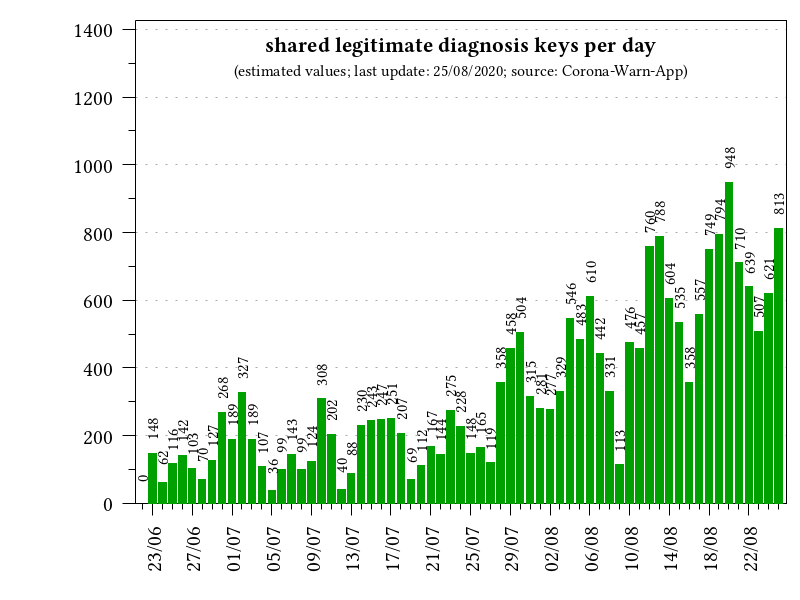 shared legitimate diagnosis keys per day
(estimated values; last update: 25/08/2020; source: Corona-Warn-App)
1400
1200
1000
800
600
400
200
0
0 148 62 116 142 103 70 127 268 189 327 189 107 36 99 143 99 124 308 202 40 88 230 243 247 251 207 69 112 167 144 275 228 148 165 119 358 458 504 315 281 277 329 546 483 610 442 331 113 476 457 760 788 604 535 358 557 749 794 948 710 639 507 621 813
23/06 27/06 01/07 05/07 09/07 13/07 17/07 21/07 25/07 29/07 02/08 06/08 10/08 14/08 18/08 22/08